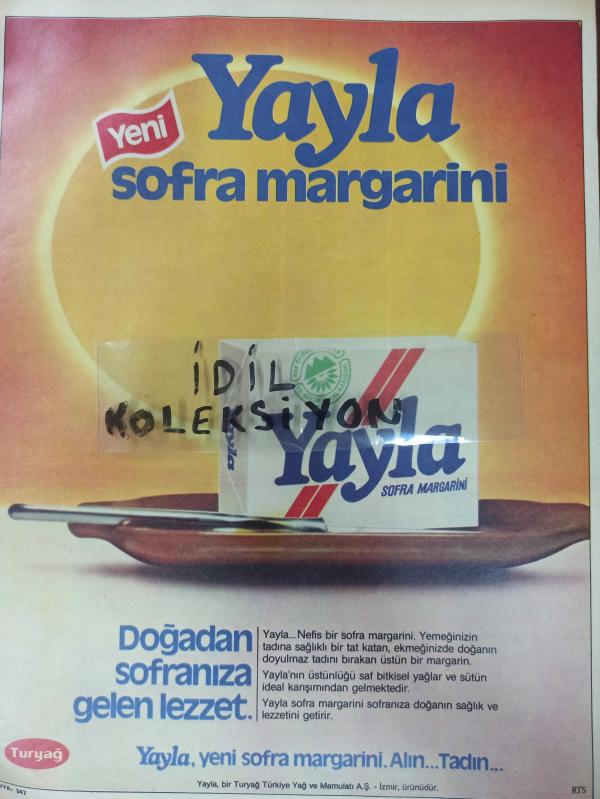 Yayla
Yeni
sofra margarini
İDİL
KOLEKSİYON
Yayla
Yayla
SOFRA MARGARİNİ
Doğadan
sofranıza
gelen lezzet.
Yayla...Nefis bir sofra margarini. Yemeğinizin
tadına sağlıklı bir tat katan, ekmeğinizde doğanın
doyulmaz tadını bırakan üstün bir margarin.
Yayla'nın üstünlüğü saf bitkisel yağlar ve sütün
ideal karışımından gelmektedir.
Yayla sofra margarini sofranıza doğanın sağlık ve
lezzetini getirir.
Turyağ
Yayla, yeni sofra margarini. Alın...Tadın...
Yayla, bir Turyağ Türkiye Yağ ve Mamulatı A.Ş. - İzmir, ürünüdür.
347
RTS